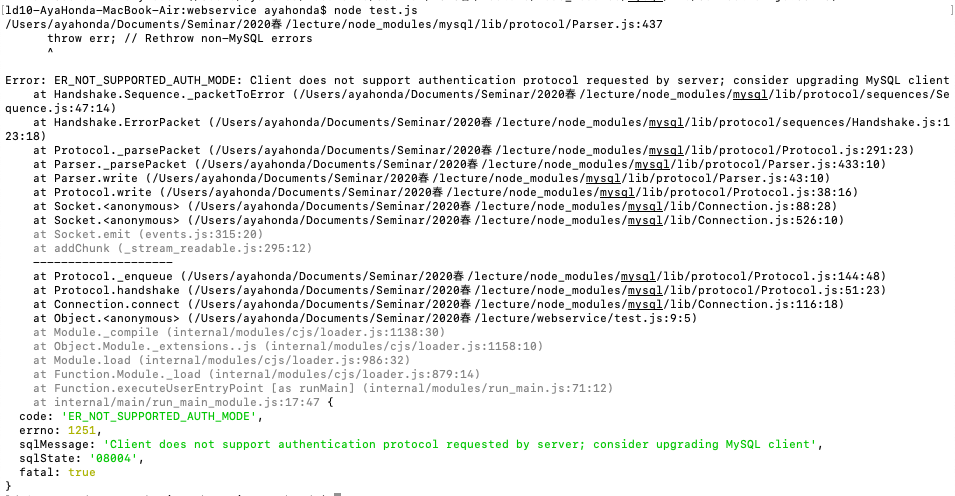 [ld10-AyaHonda-MacBook-Air:webservice ayahonda$ node test.js ]
/Users/ayahonda/Documents/Seminar/2020春/lecture/node_modules/mysql/lib/protocol/Parser.js:437
throw err; // Rethrow non-MySQL errors
^
Error: ER_NOT_SUPPORTED_AUTH_MODE: Client does not support authentication protocol requested by server; consider upgrading MySQL client
at Handshake.Sequence._packetToError (/Users/ayahonda/Documents/Seminar/2020春/lecture/node_modules/mysql/lib/protocol/sequences/Se
quence.js:47:14)
at Handshake.ErrorPacket (/Users/ayahonda/Documents/Seminar/2020春/lecture/node_modules/mysql/lib/protocol/sequences/Handshake.js:1
23:18)
at Protocol._parsePacket (/Users/ayahonda/Documents/Seminar/2020春/lecture/node_modules/mysql/lib/protocol/Protocol.js:291:23)
at Parser._parsePacket (/Users/ayahonda/Documents/Seminar/2020春/lecture/node_modules/mysql/lib/protocol/Parser.js:433:10)
at Parser.write (/Users/ayahonda/Documents/Seminar/2020春/lecture/node_modules/mysql/lib/protocol/Parser.js:43:10)
at Protocol.write (/Users/ayahonda/Documents/Seminar/2020春/lecture/node_modules/mysql/lib/protocol/Protocol.js:38:16)
at Socket.<anonymous> (/Users/ayahonda/Documents/Seminar/2020春/lecture/node_modules/mysql/lib/Connection.js:88:28)
at Socket.<anonymous> (/Users/ayahonda/Documents/Seminar/2020春/lecture/node_modules/mysql/lib/Connection.js:526:10)
at Socket.emit (events.js:315:20)
at addChunk (_stream_readable.js:295:12)
--------------------
at Protocol._enqueue (/Users/ayahonda/Documents/Seminar/2020春/lecture/node_modules/mysql/lib/protocol/Protocol.js:144:48)
at Protocol.handshake (/Users/ayahonda/Documents/Seminar/2020春/lecture/node_modules/mysql/lib/protocol/Protocol.js:51:23)
at Connection.connect (/Users/ayahonda/Documents/Seminar/2020春/lecture/node_modules/mysql/lib/Connection.js:116:18)
at Object.<anonymous> (/Users/ayahonda/Documents/Seminar/2020春/lecture/webservice/test.js:9:5)
at Module._compile (internal/modules/cjs/loader.js:1138:30)
at Object.Module._extensions..js (internal/modules/cjs/loader.js:1158:10)
at Module.load (internal/modules/cjs/loader.js:986:32)
at Function.Module._load (internal/modules/cjs/loader.js:879:14)
at Function.executeUserEntryPoint [as runMain] (internal/modules/run_main.js:71:12)
at internal/main/run_main_module.js:17:47 {
code: 'ER_NOT_SUPPORTED_AUTH_MODE',
errno: 1251,
sqlMessage: 'Client does not support authentication protocol requested by server; consider upgrading MySQL client',
sqlState: '08004',
fatal: true
}